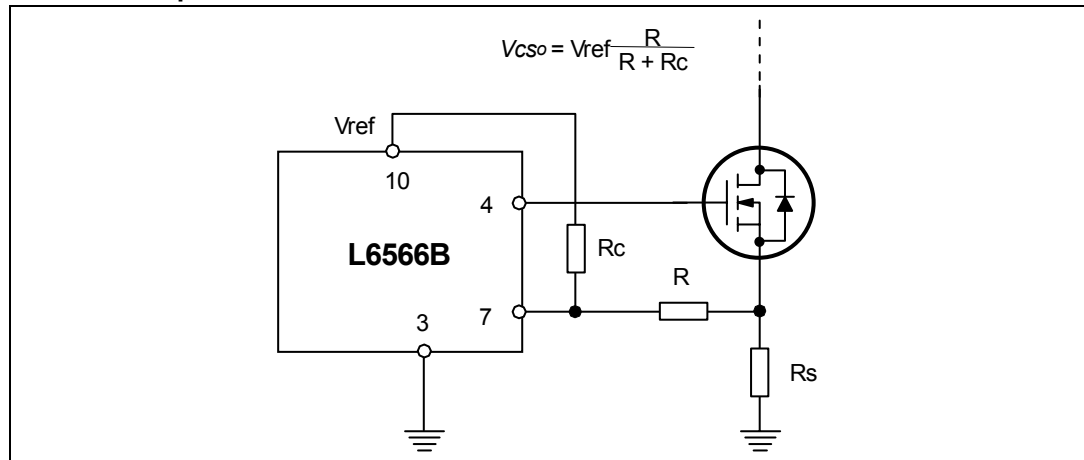 Vcso = Vref R / R + Rc
Vref
10
4
L6566B
Rc
R
7
3
Rs